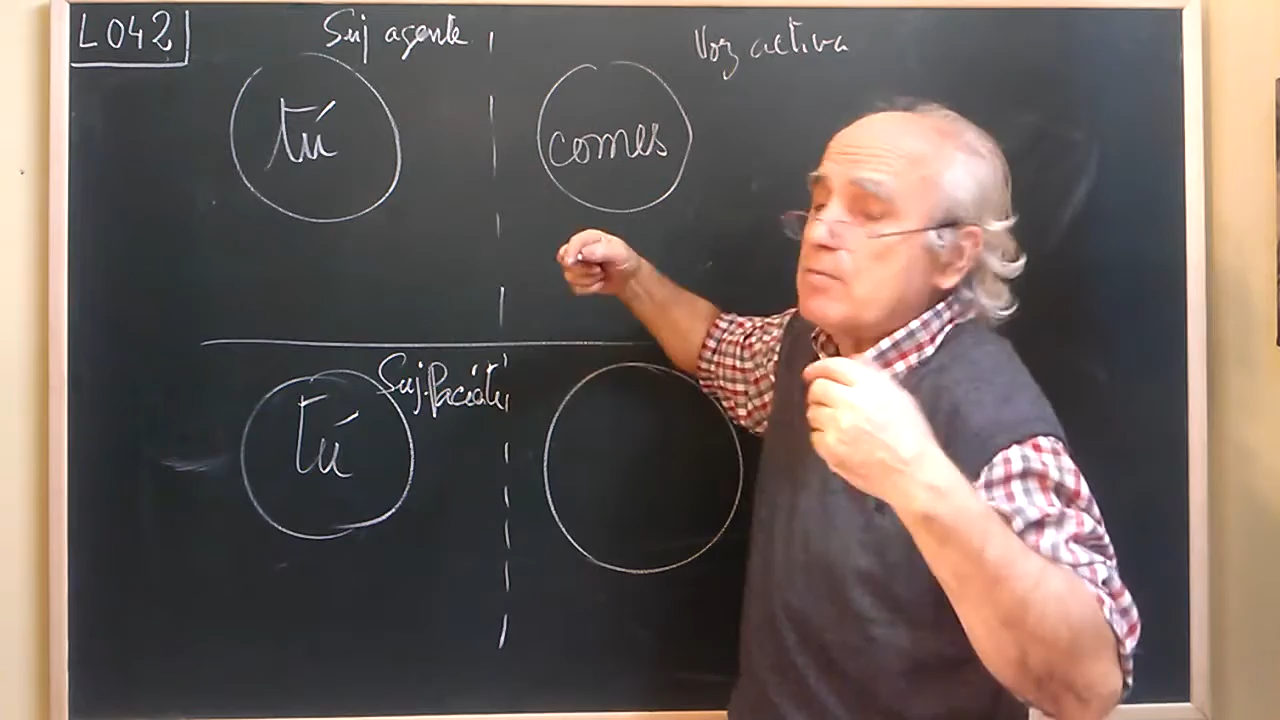 L042
Suj agente
Voz activa
tú
comes
Suj. Paciente
tú